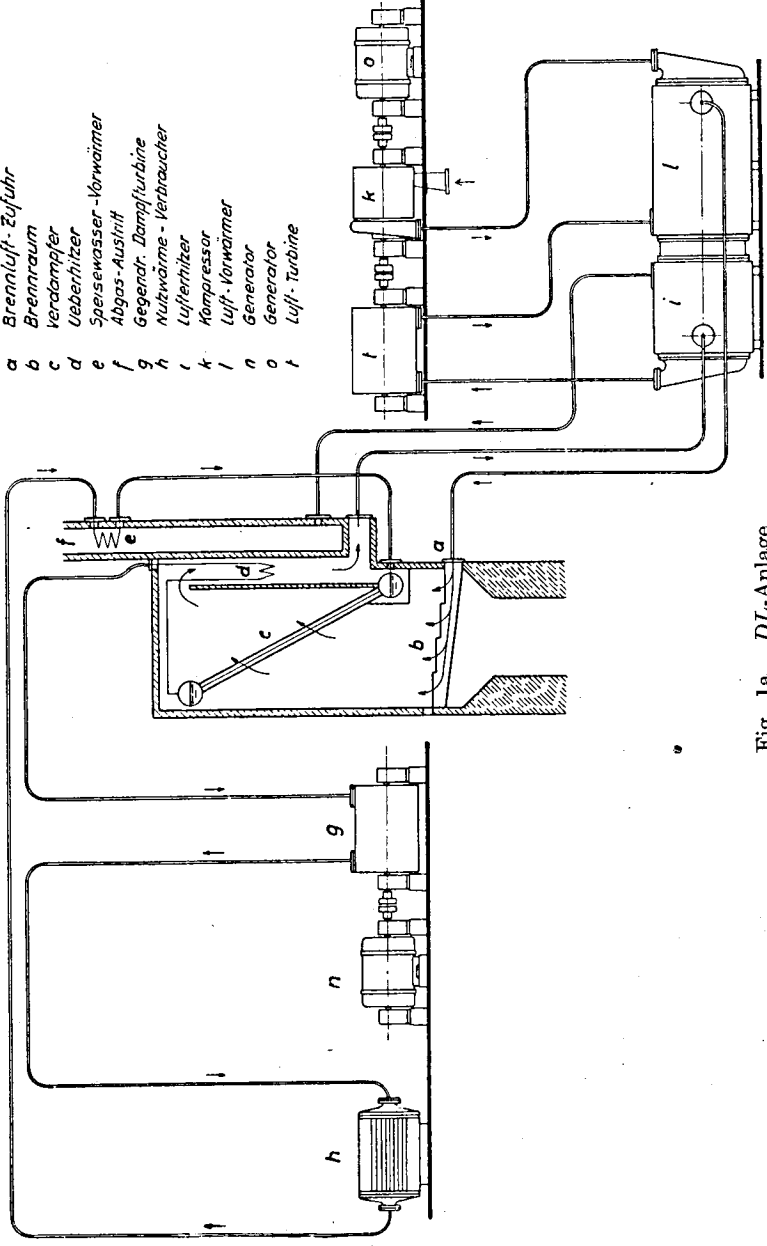 a Brennluft-Zufuhr
b Brennraum
c Verdampfer
d Ueberhitzer
e Speisewasser-Vorwärmer
f Abgas-Austritt
g Gegendr. Dampfturbine
h Nutzwärme-Verbraucher
i Lufterhitzer
k Kompressor
l Luft-Vorwärmer
n Generator
o Generator
t Luft-Turbine
f
e
d
c
b
a
g
n
h
t
k
o
i
l
Fig. 1a. DL-Anlage